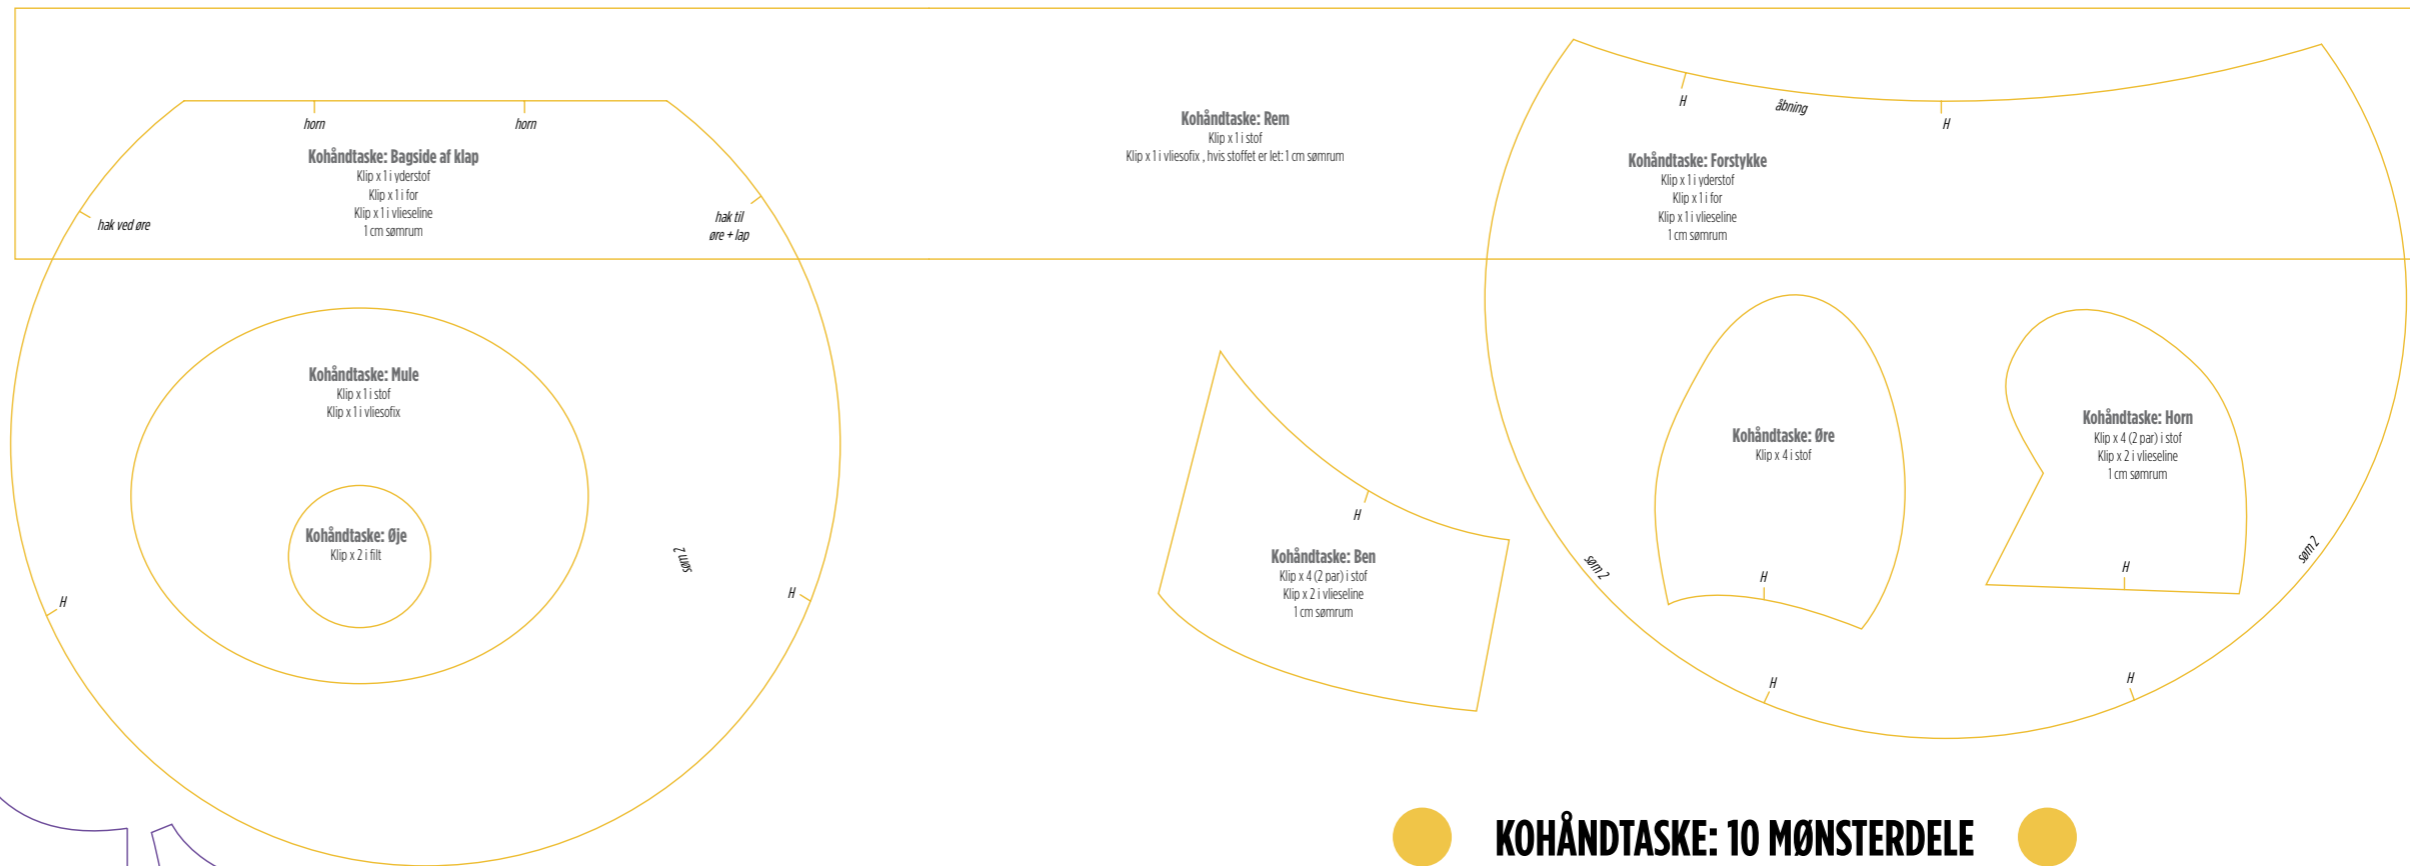 horn
horn
Kohåndtaske: Bagside af klap
Klip x 1 i yderstof
Klip x 1 i for
Klip x 1 i vlieseline
1 cm sømrum
hak ved øre
hak til
øre + lap
Kohåndtaske: Mule
Klip x 1 i stof
Klip x 1 i vliesofix
Kohåndtaske: Øje
Klip x 2 i filt
søm 2
H
H
Kohåndtaske: Rem
Klip x 1 i stof
Klip x 1 i vliesofix , hvis stoffet er let: 1 cm sømrum
H
Kohåndtaske: Ben
Klip x 4 (2 par) i stof
Klip x 2 i vlieseline
1 cm sømrum
H
åbning
H
Kohåndtaske: Forstykke
Klip x 1 i yderstof
Klip x 1 i for
Klip x 1 i vlieseline
1 cm sømrum
Kohåndtaske: Øre
Klip x 4 i stof
H
Kohåndtaske: Horn
Klip x 4 (2 par) i stof
Klip x 2 i vlieseline
1 cm sømrum
H
søm 2
søm 2
H
H
KOHÅNDTASKE: 10 MØNSTERDELE